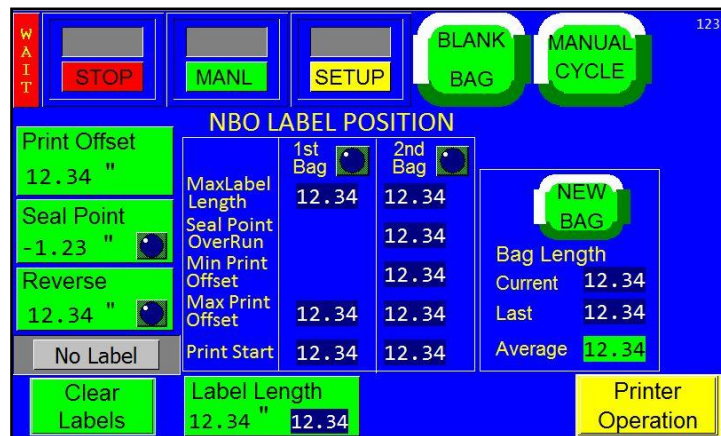 WAIT
STOP
MANL
SETUP
BLANK
BAG
MANUAL
CYCLE
123
NBO LABEL POSITION
Print Offset
12.34 "
Seal Point
-1.23 "
Reverse
12.34 "
No Label
1st
Bag
2nd
Bag
MaxLabel
Length 12.34 12.34
Seal Point
OverRun 12.34
Min Print
Offset 12.34
Max Print
Offset 12.34 12.34
Print Start 12.34 12.34
NEW
BAG
Bag Length
Current 12.34
Last 12.34
Average 12.34
Clear
Labels
Label Length
12.34 " 12.34
Printer
Operation